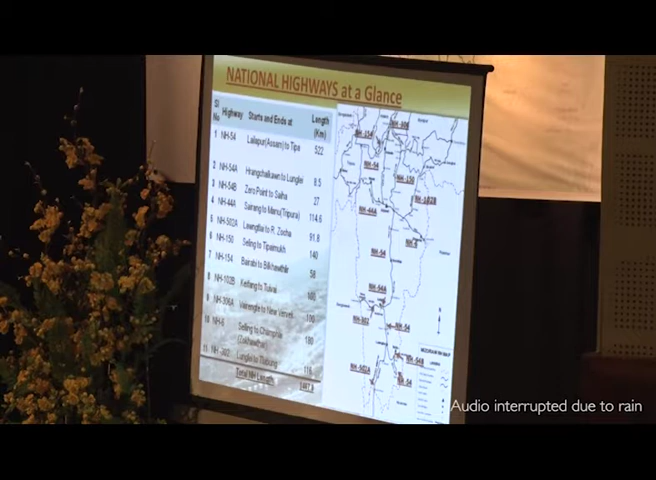 NATIONAL HIGHWAYS at a Glance
Sl No Highway Starts and Ends at Length (Km)
1 NH-54 Lailapur(Assam) to Tipa 522
2 NH-54A Hrangchalkawn to Lunglei 8.5
3 NH-54B Zero Point to Saiha 27
4 NH-44A Sairang to Manu(Tripura) 114.6
5 NH-502A Lawngtlai to R. Zocha 91.8
6 NH-150 Seling to Tipaimukh 140
7 NH-154 Bairabi to Bilkhawthlir 58
8 NH-102B Keifang to Tuivai
9 Vairengte to New Vervek 100
10 NH-6 Seling to Champhai (Zokhawthar) 180
11 NH-302 Lunglei to Tlabung
Total NH Length
NH-154
NH-54
NH-150
NH-102B
NH-44A
NH-6
NH-54
NH-54A
NH-54
NH-502A
NH-54
Audio interrupted due to rain